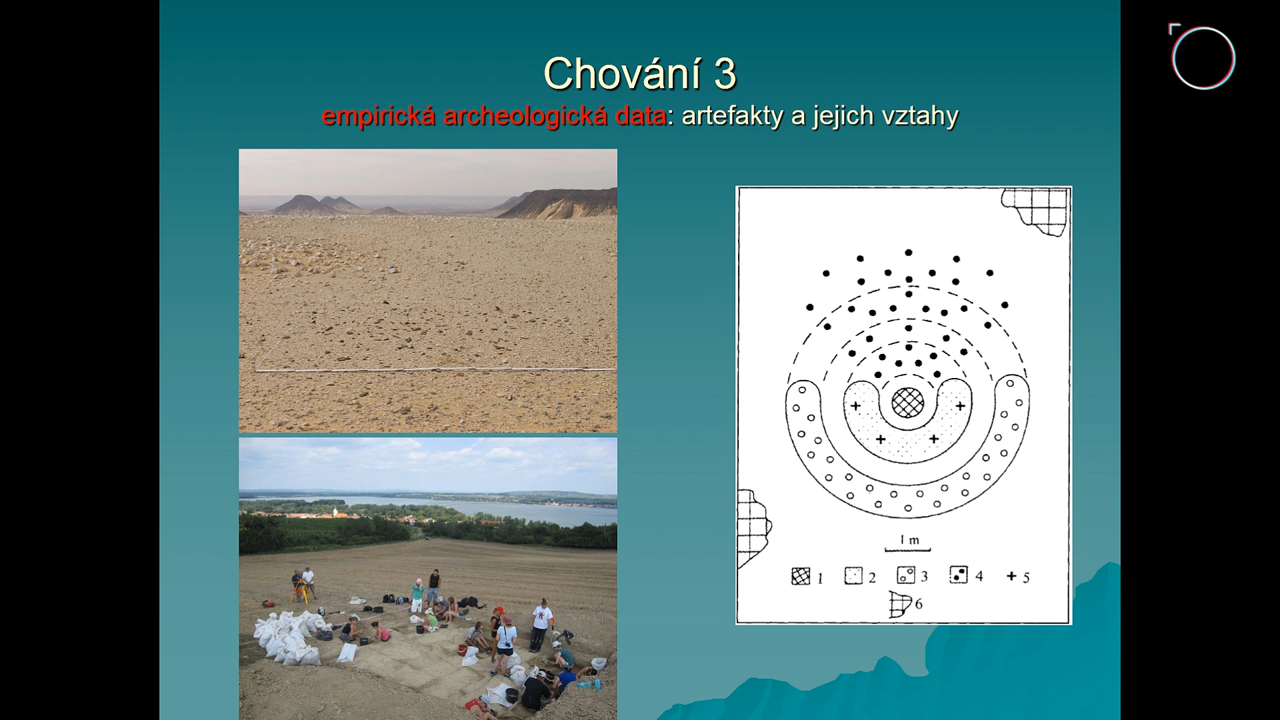 Chování 3
empirická archeologická data: artefakty a jejich vztahy
1 m
1 2 3 4 + 5
6